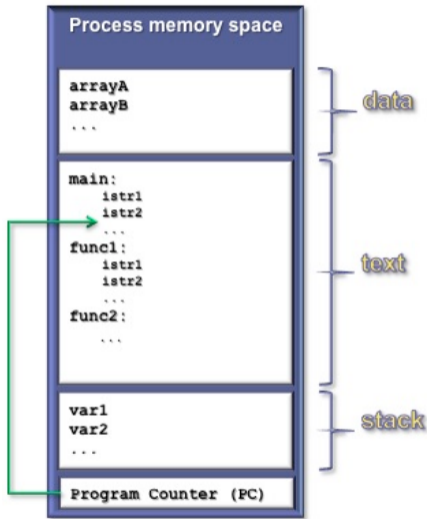 Process memory space
arrayA
arrayB
...
data
main:
istr1
istr2
...
func1:
istr1
istr2
...
func2:
...
text
var1
var2
...
stack
Program Counter (PC)